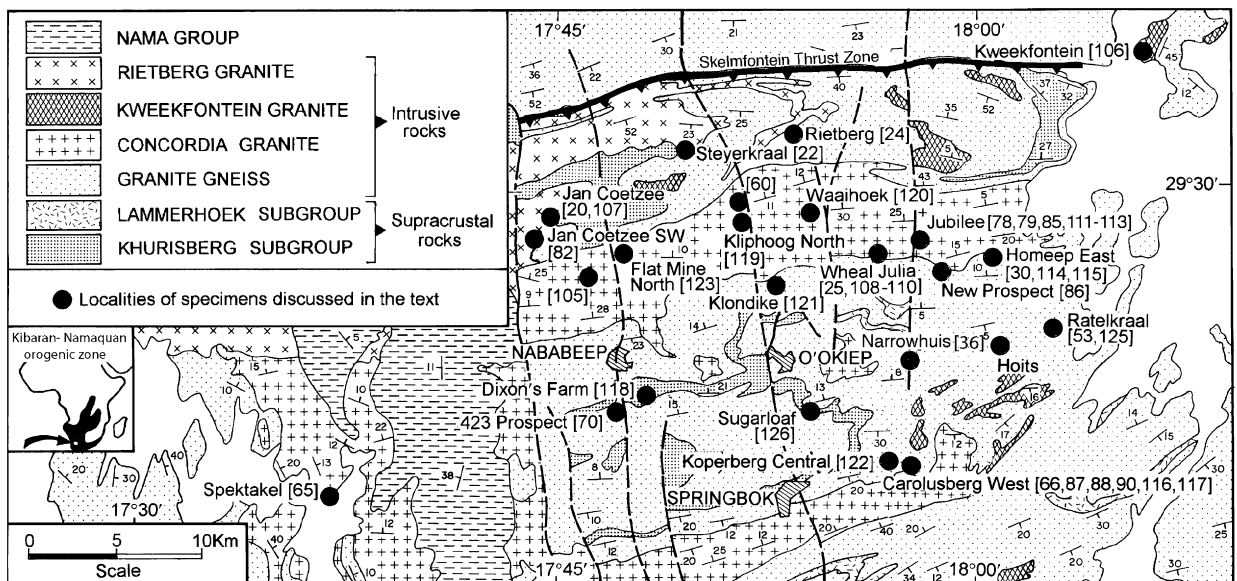 NAMA GROUP
RIETBERG GRANITE
KWEEKFONTEIN GRANITE
CONCORDIA GRANITE
GRANITE GNEISS
LAMMERHOEK SUBGROUP
KHURISBERG SUBGROUP
Intrusive
rocks
Supracrustal
rocks
Localities of specimens discussed in the text
Kibaran- Namaquan
orogenic zone
17°45'
18°00'
Skelmfontein Thrust Zone
Kweekfontein [106]
Rietberg [24]
Steyerkraal [22]
29°30'
Jan Coetzee
[20,107]
[60]
Waaihoek [120]
Jubilee [78,79,85,111-113]
Jan Coetzee SW
[82]
Kliphoog North
[119]
Homeep East
[30,114,115]
Flat Mine
North [123]
Wheal Julia
[25,108-110]
New Prospect [86]
[105]
Klondike [121]
Ratelkraal
[53,125]
Narrowhuis [36]
Hoits
NABABEEP
O'OKIEP
Dixon's Farm [118]
423 Prospect [70]
Sugarloaf
[126]
Koperberg Central [122]
Carolusberg West [66,87,88,90,116,117]
Spektakel [65]
SPRINGBOK
17°30'
0 5 10Km
Scale
17°45'
18°00'